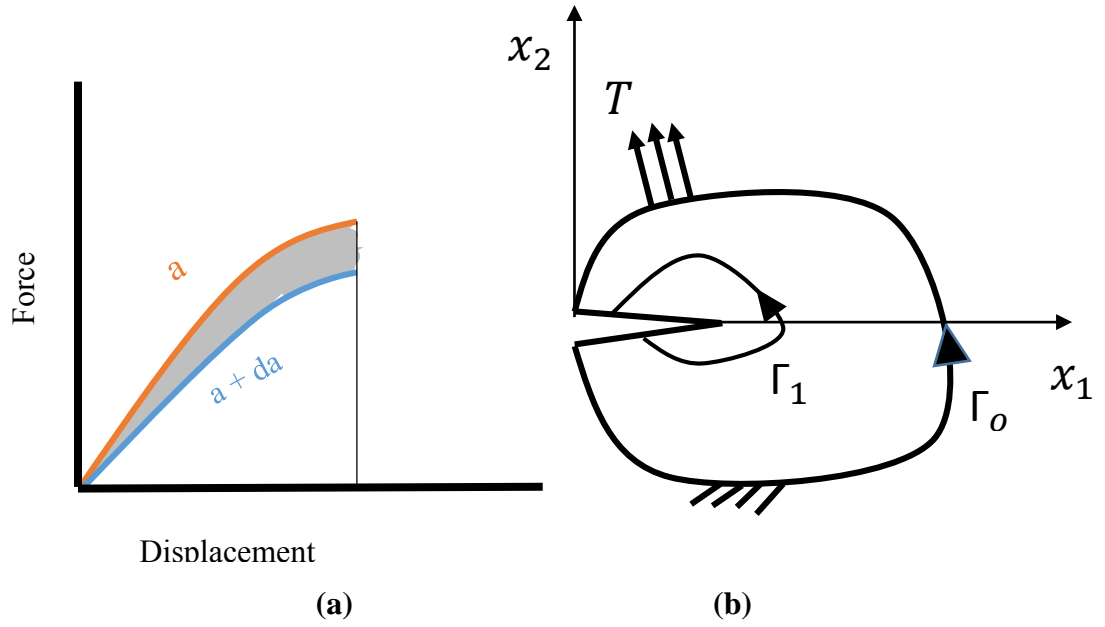 x₂
T
a
Force
a + da
Γ₁
x₁
Γₒ
Displacement
(a)
(b)